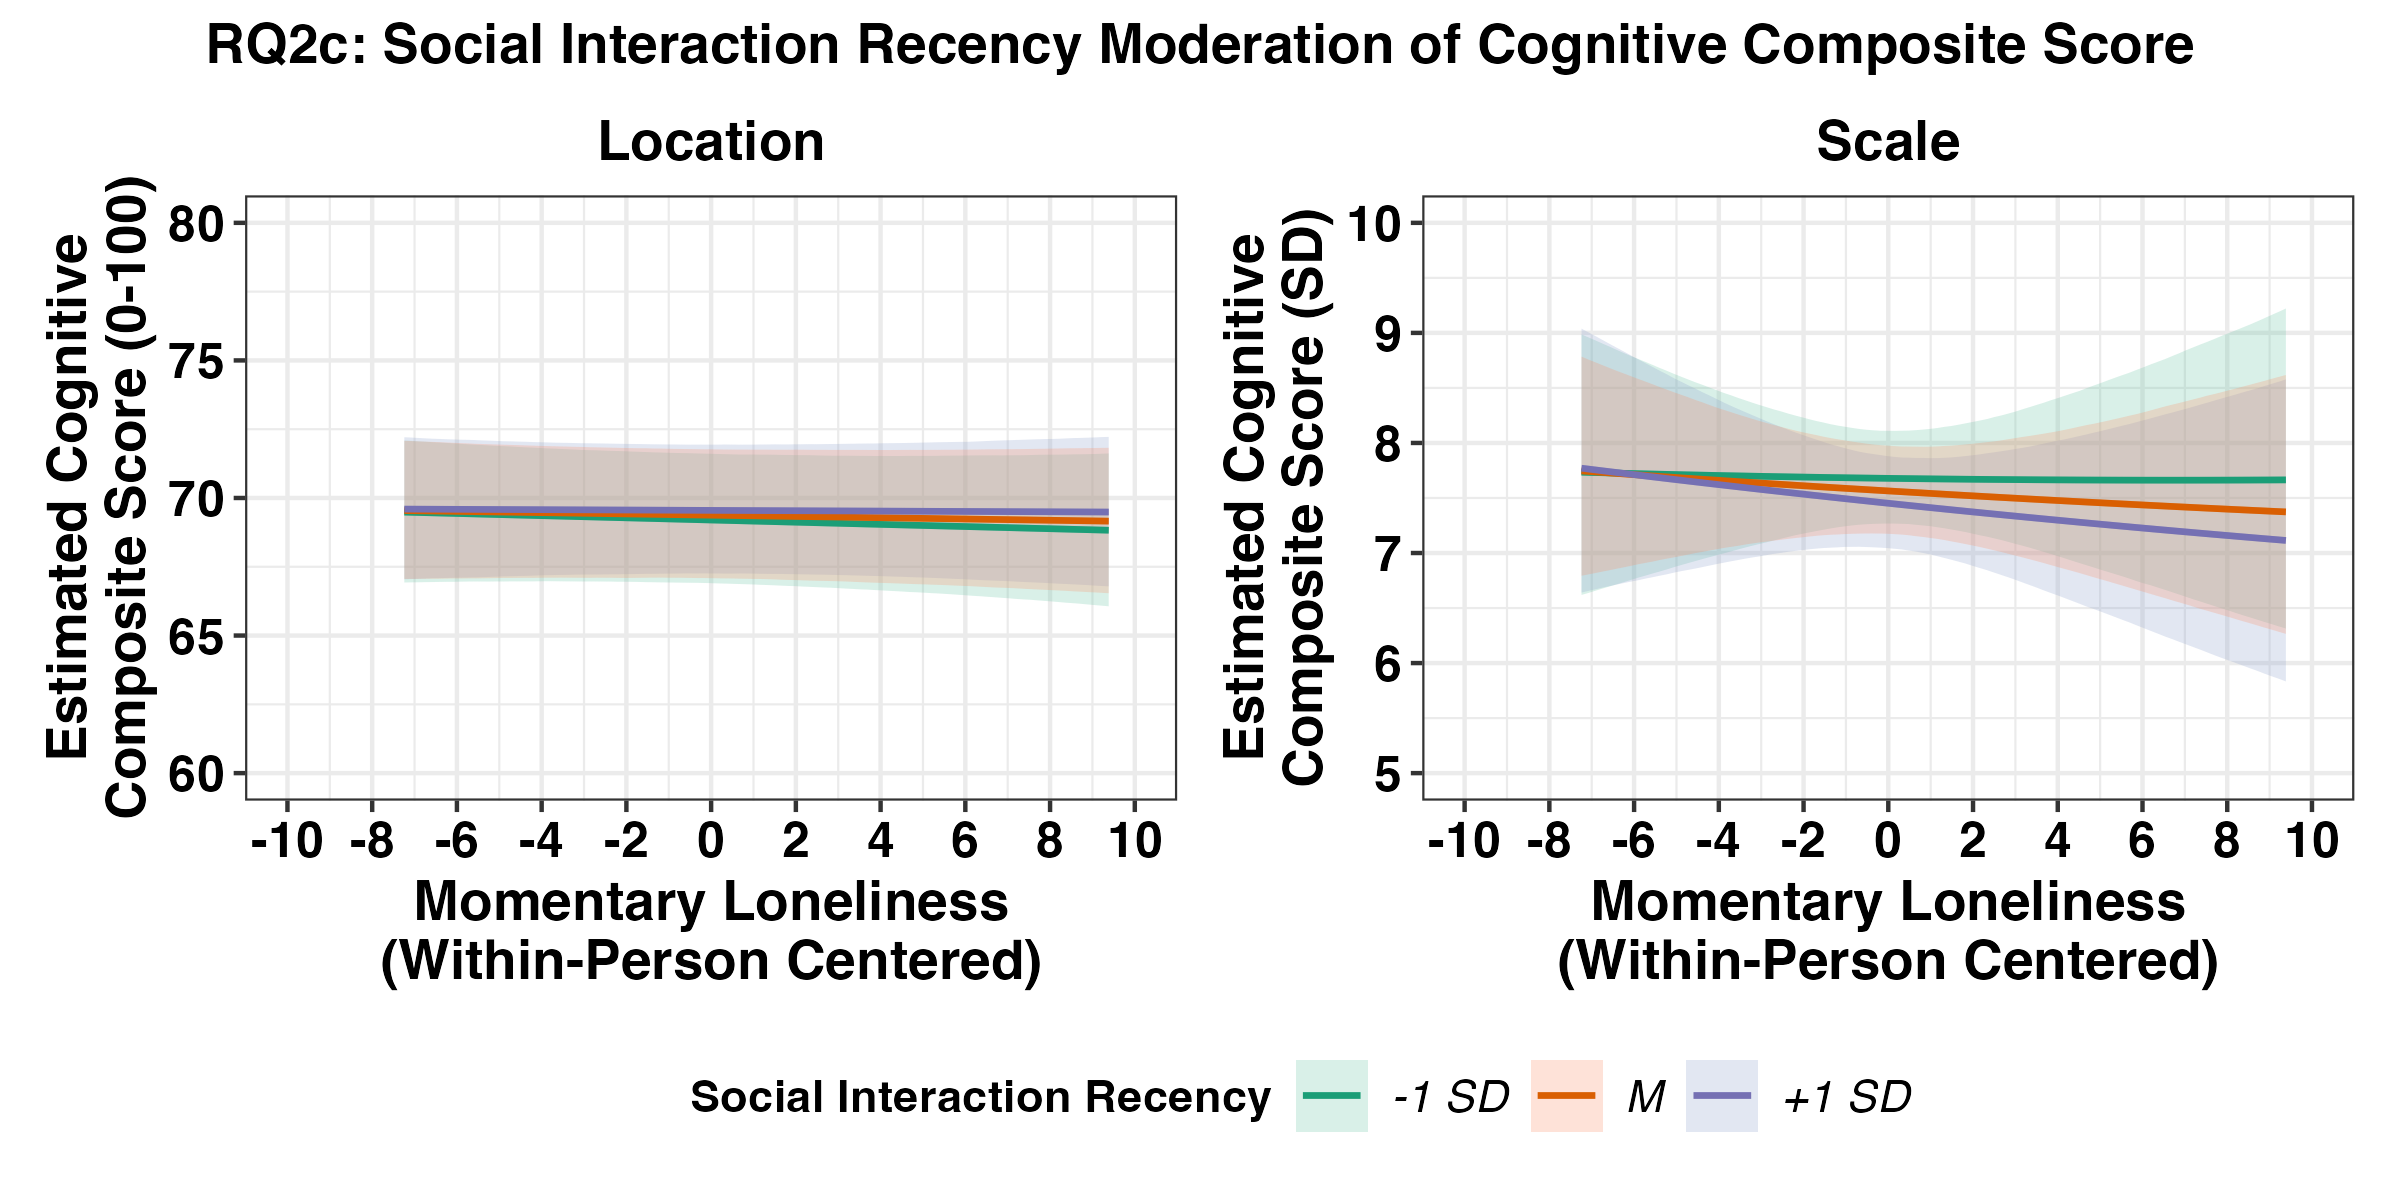 RQ2c: Social Interaction Recency Moderation of Cognitive Composite Score
Location
Estimated Cognitive
Composite Score (0-100)
80
75
70
65
60
-10 -8 -6 -4 -2 0 2 4 6 8 10
Momentary Loneliness
(Within-Person Centered)
Scale
Estimated Cognitive
Composite Score (SD)
10
9
8
7
6
5
-10 -8 -6 -4 -2 0 2 4 6 8 10
Momentary Loneliness
(Within-Person Centered)
Social Interaction Recency -1 SD M +1 SD